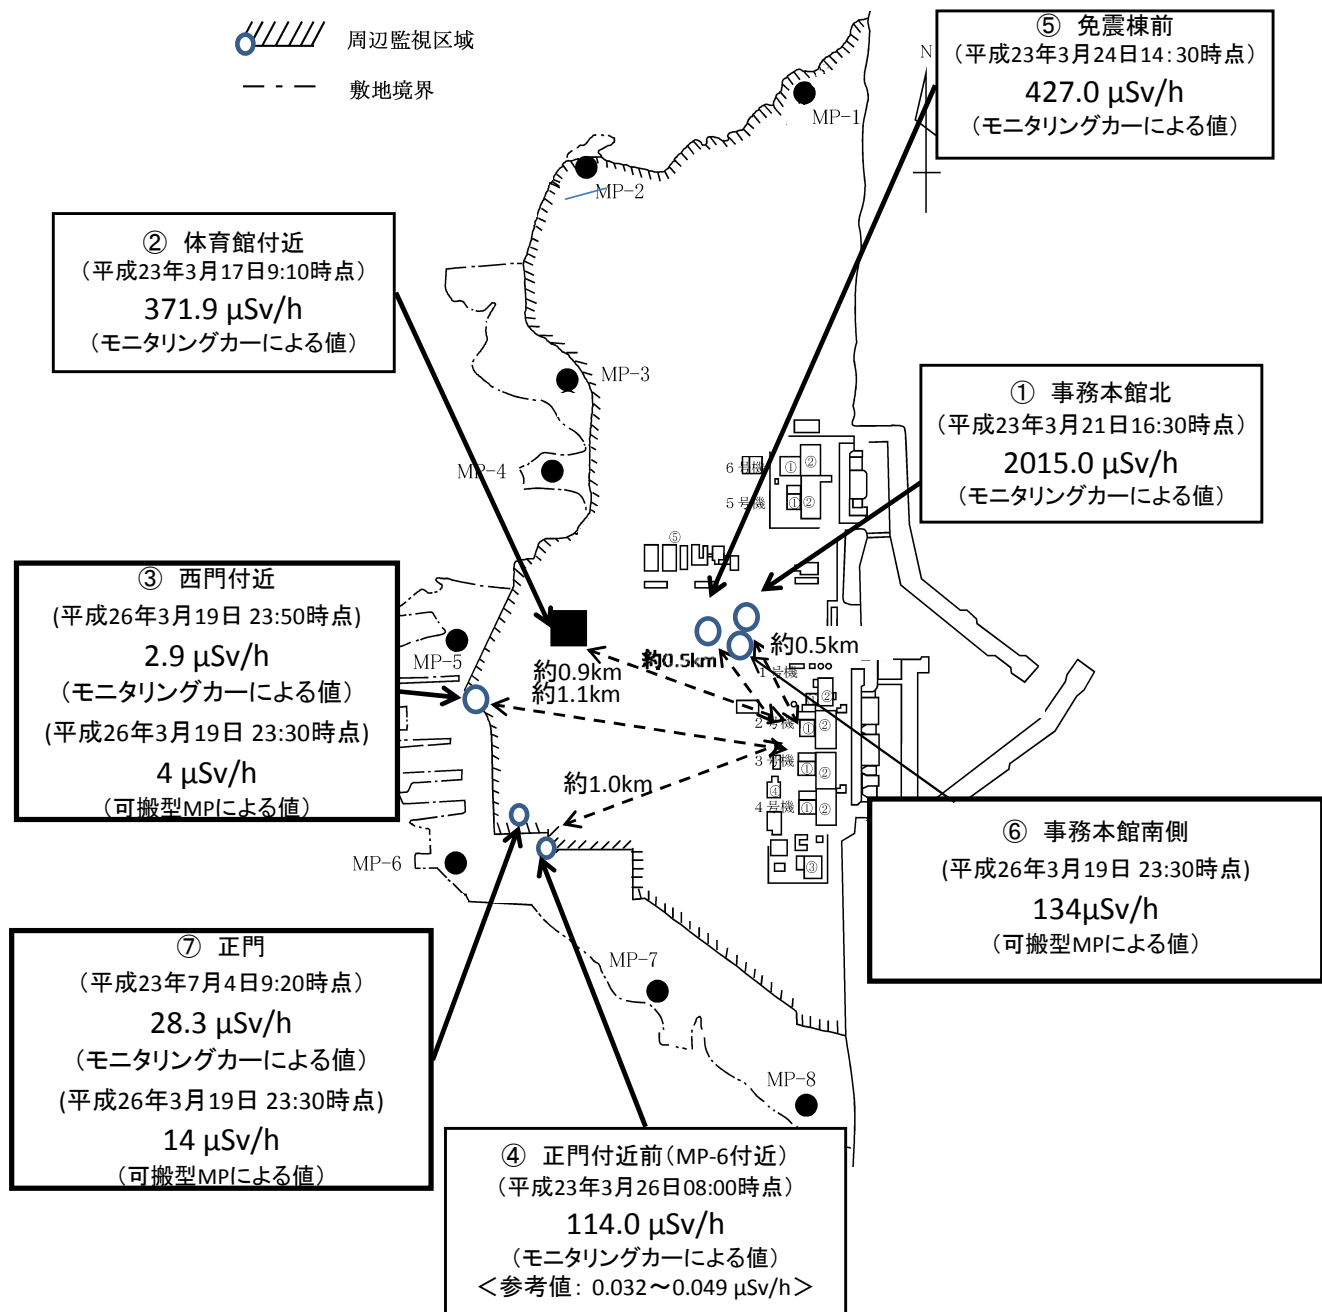 周辺監視区域
敷地境界
⑤ 免震棟前
（平成23年3月24日14:30時点）
427.0 μSv/h
（モニタリングカーによる値）
N
MP-1
MP-2
② 体育館付近
（平成23年3月17日9:10時点）
371.9 μSv/h
（モニタリングカーによる値）
MP-3
① 事務本館北
（平成23年3月21日16:30時点）
2015.0 μSv/h
（モニタリングカーによる値）
MP-4
6号機
①
②
5号機
①
②
⑤
③ 西門付近
(平成26年3月19日 23:50時点)
2.9 μSv/h
（モニタリングカーによる値）
(平成26年3月19日 23:30時点)
4 μSv/h
（可搬型MPによる値）
MP-5
約0.5km
約0.5km
約0.9km
約1.1km
1号機
②
2号機
①
②
3号機
①
②
約1.0km
④
4号機
①
②
③
MP-6
⑥ 事務本館南側
(平成26年3月19日 23:30時点)
134μSv/h
（可搬型MPによる値）
⑦ 正門
（平成23年7月4日9:20時点）
28.3 μSv/h
（モニタリングカーによる値）
(平成26年3月19日 23:30時点)
14 μSv/h
（可搬型MPによる値）
MP-7
MP-8
④ 正門付近前（MP-6付近）
（平成23年3月26日08:00時点）
114.0 μSv/h
（モニタリングカーによる値）
＜参考値：0.032～0.049 μSv/h＞